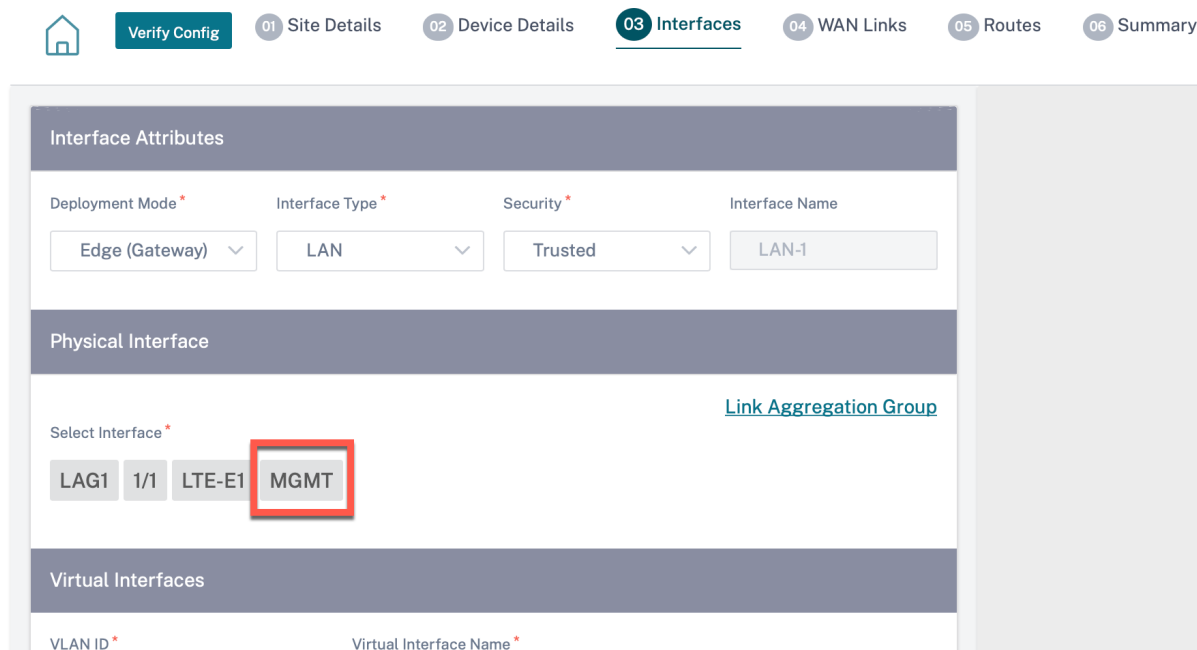 Verify Config
01 Site Details
02 Device Details
03 Interfaces
04 WAN Links
05 Routes
06 Summary
Interface Attributes
Deployment Mode* Interface Type* Security* Interface Name
Edge (Gateway) LAN Trusted LAN-1
Physical Interface
Link Aggregation Group
Select Interface*
LAG1 1/1 LTE-E1 MGMT
Virtual Interfaces
VLAN ID* Virtual Interface Name*